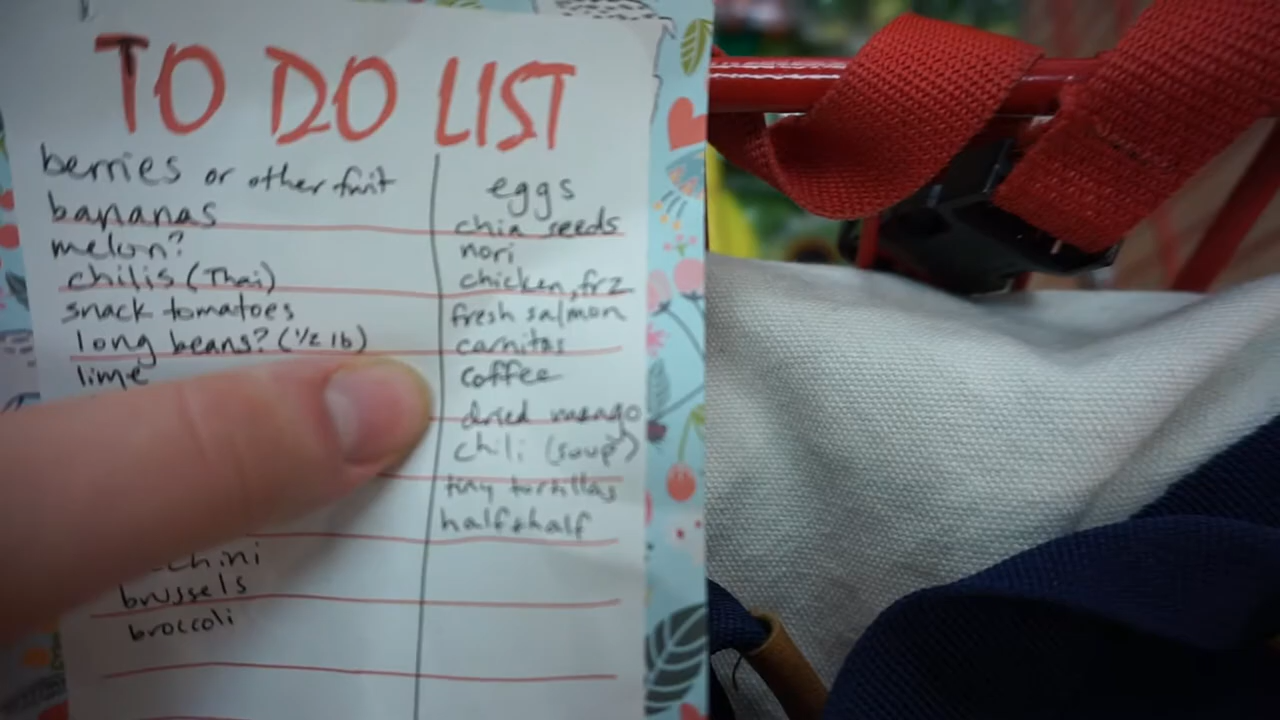 TO DO LIST
berries or other fruit
bananas
melon?
chilis (Thai)
snack tomatoes
long beans? (1/2 lb)
lime
chini
brussels
broccoli
eggs
chia seeds
nori
chicken, frz
fresh salmon
carnitas
coffee
dried mango
chili (soup?)
tiny tortillas
half & half